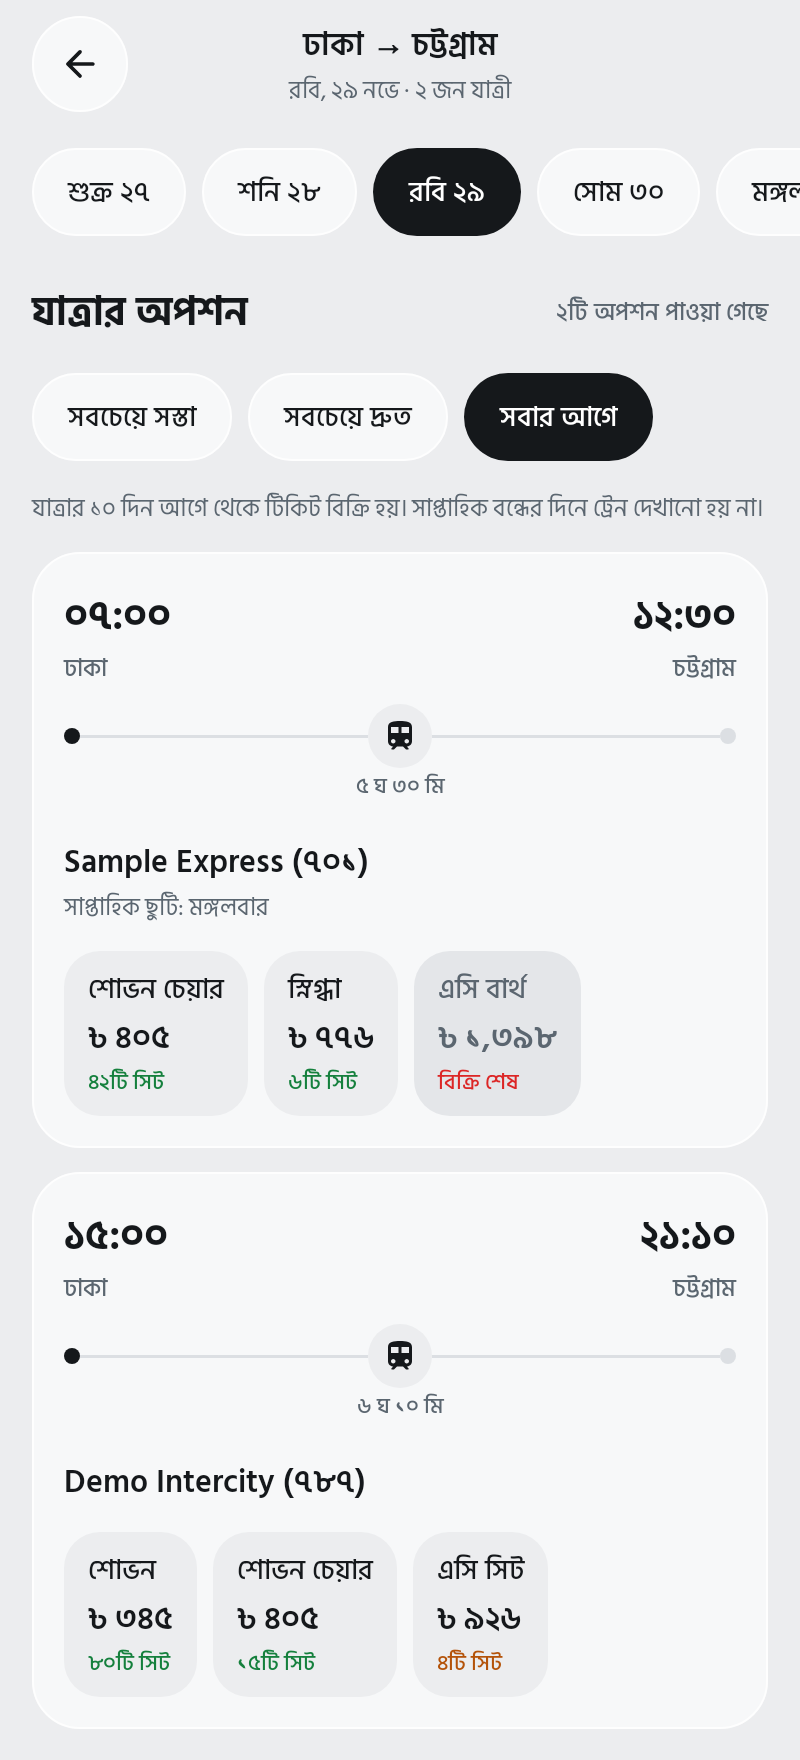 ঢাকা → চট্টগ্রাম
রবি, ২৯ নভে · ২ জন যাত্রী
শুক্র ২৭
শনি ২৮
রবি ২৯
সোম ৩০
মঙ্গল
যাত্রার অপশন
২টি অপশন পাওয়া গেছে
সবচেয়ে সস্তা
সবচেয়ে দ্রুত
সবার আগে
যাত্রার ১০ দিন আগে থেকে টিকিট বিক্রি হয়। সাপ্তাহিক বন্ধের দিনে ট্রেন দেখানো হয় না।
০৭:০০
১২:৩০
ঢাকা
চট্টগ্রাম
৫ ঘ ৩০ মি
Sample Express (৭০১)
সাপ্তাহিক ছুটি: মঙ্গলবার
শোভন চেয়ার
স্নিগ্ধা
এসি বার্থ
৳ ৪০৫
৳ ৭৭৬
৳ ১,৩৯৮
৪২টি সিট
৬টি সিট
বিক্রি শেষ
১৫:০০
২১:১০
ঢাকা
চট্টগ্রাম
৬ ঘ ১০ মি
Demo Intercity (৭৮৭)
শোভন
শোভন চেয়ার
এসি সিট
৳ ৩৪৫
৳ ৪০৫
৳ ৯২৬
৮০টি সিট
১৫টি সিট
৪টি সিট